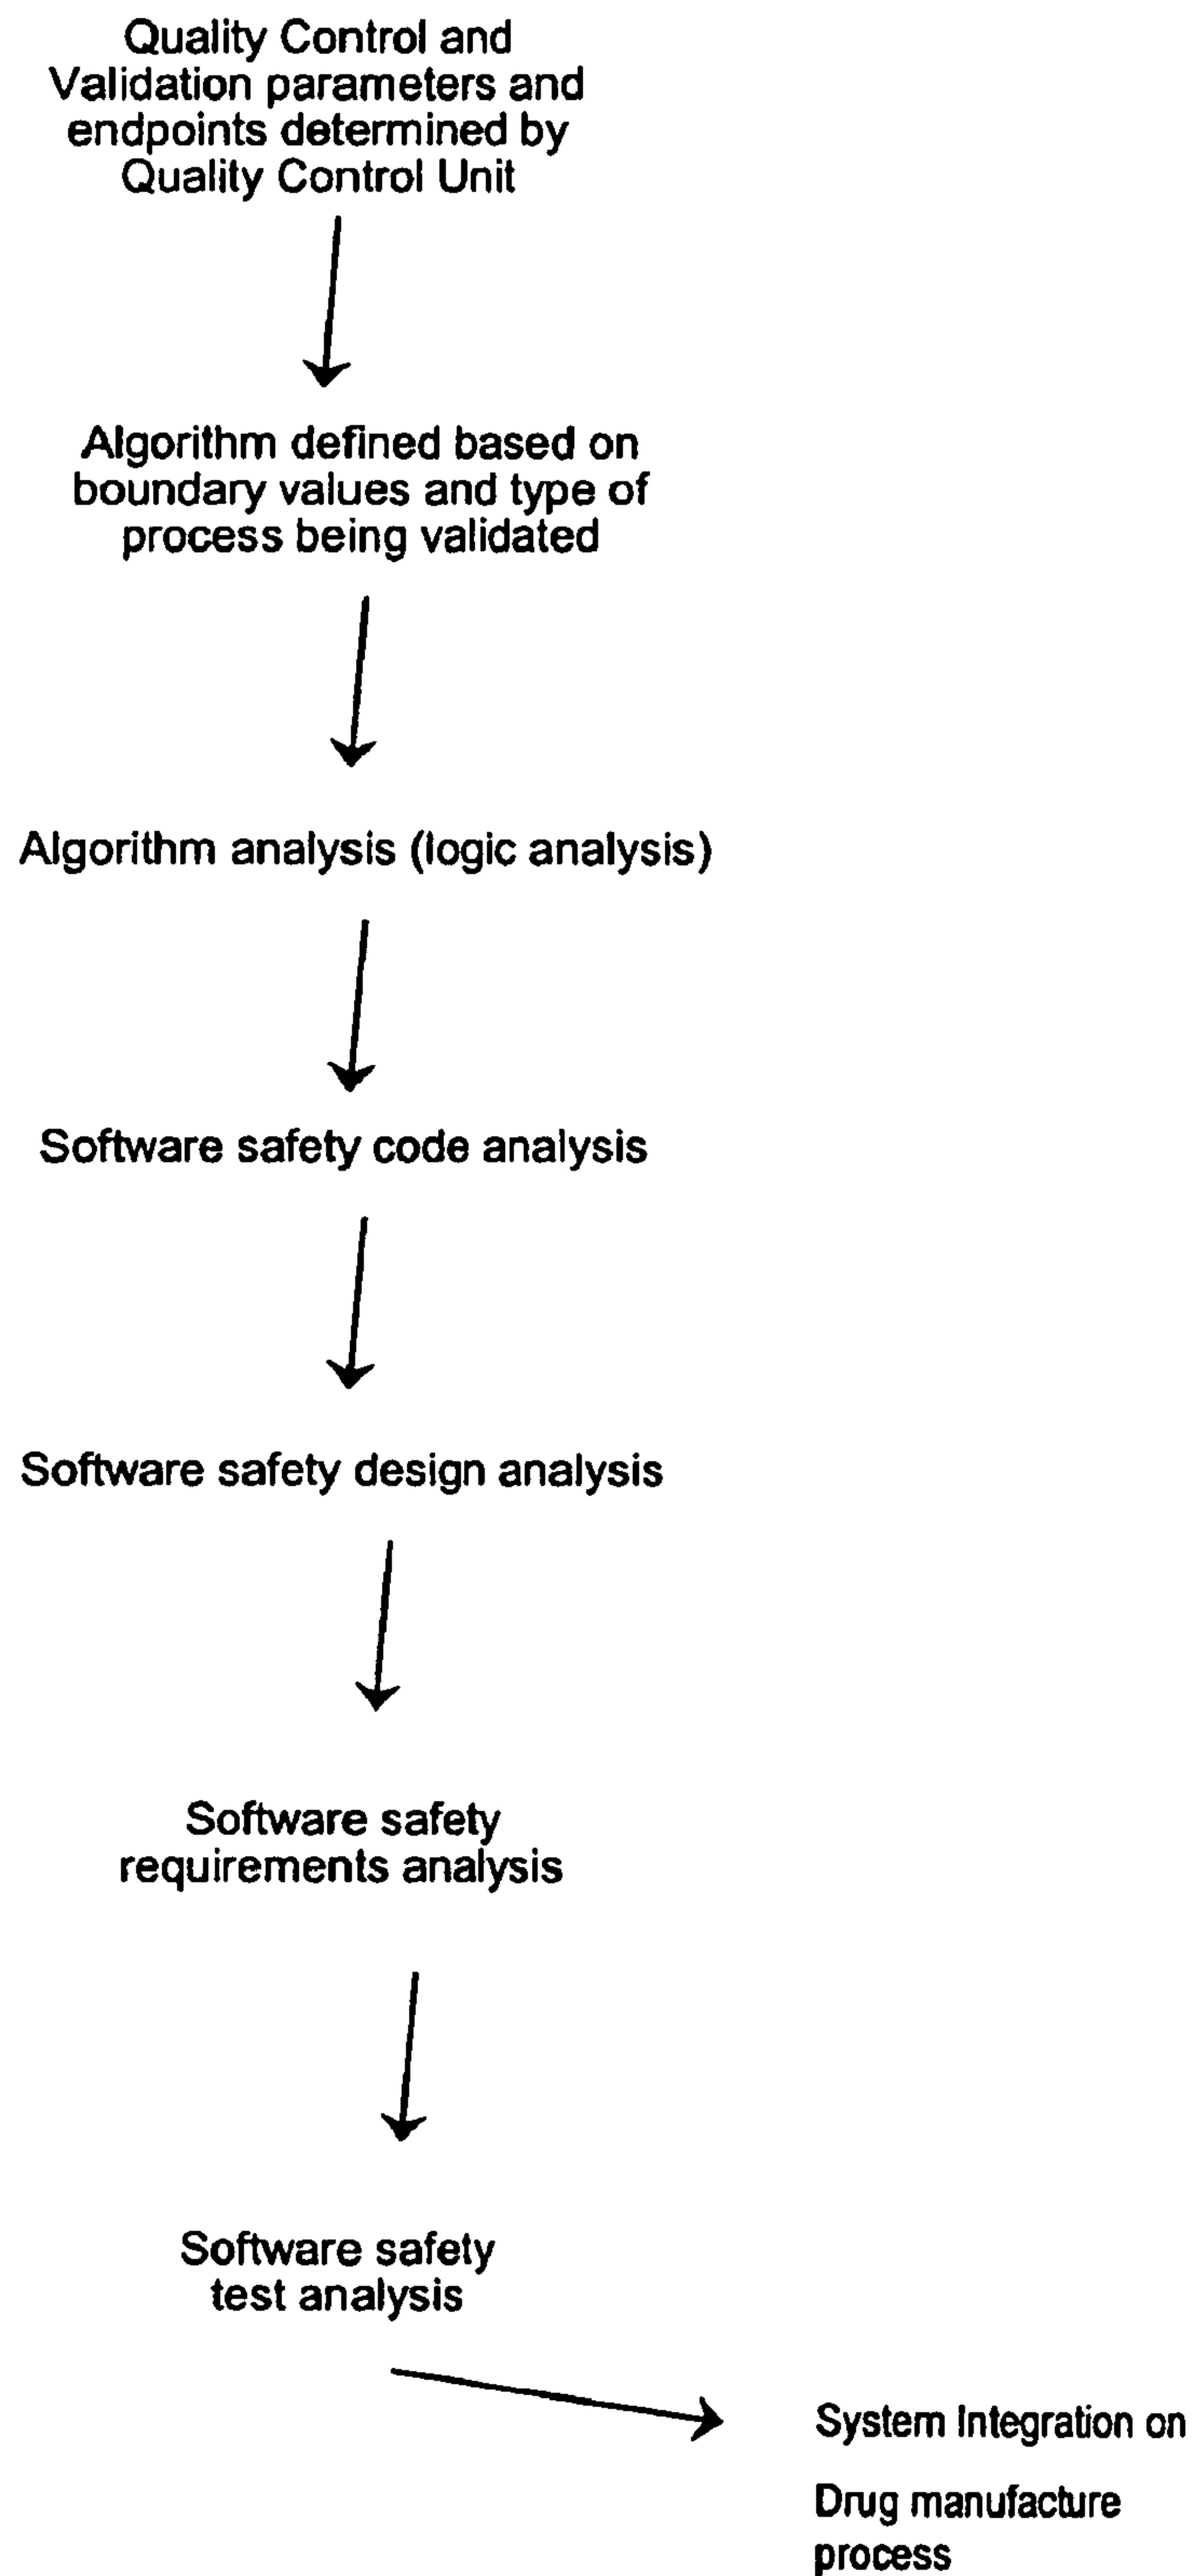 Quality Control and
Validation parameters and
endpoints determined by
Quality Control Unit
Algorithm defined based on
boundary values and type of
process being validated
Algorithm analysis (logic analysis)
Software safety code analysis
Software safety design analysis
Software safety
requirements analysis
Software safety
test analysis
System Integration on
Drug manufacture
process